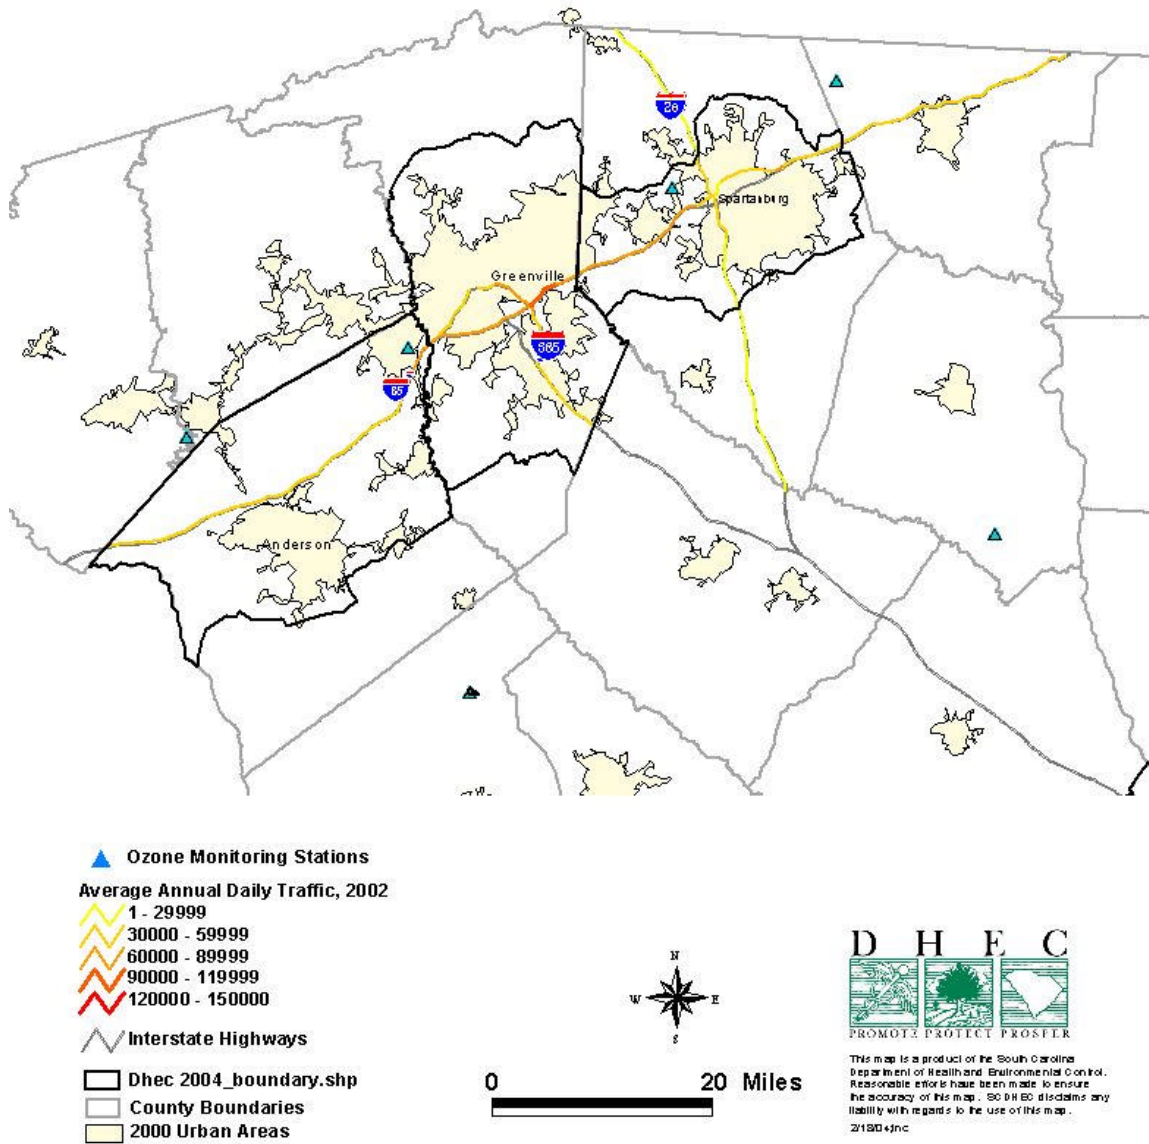 26
Spartanburg
Greenville
385
85
Anderson
Ozone Monitoring Stations
Average Annual Daily Traffic, 2002
1 - 29999
30000 - 59999
60000 - 89999
90000 - 119999
120000 - 150000
Interstate Highways
Dhec 2004_boundary.shp
County Boundaries
2000 Urban Areas
N
W E
S
0 20 Miles
D H E C
PROMOTE PROTECT PROSPER
This map is a product of the South Carolina
Department of Health and Environmental Control.
Reasonable efforts have been made to ensure
the accuracy of this map. SCDHEC disclaims any
liability with regards to the use of this map.
2/18/04jnc